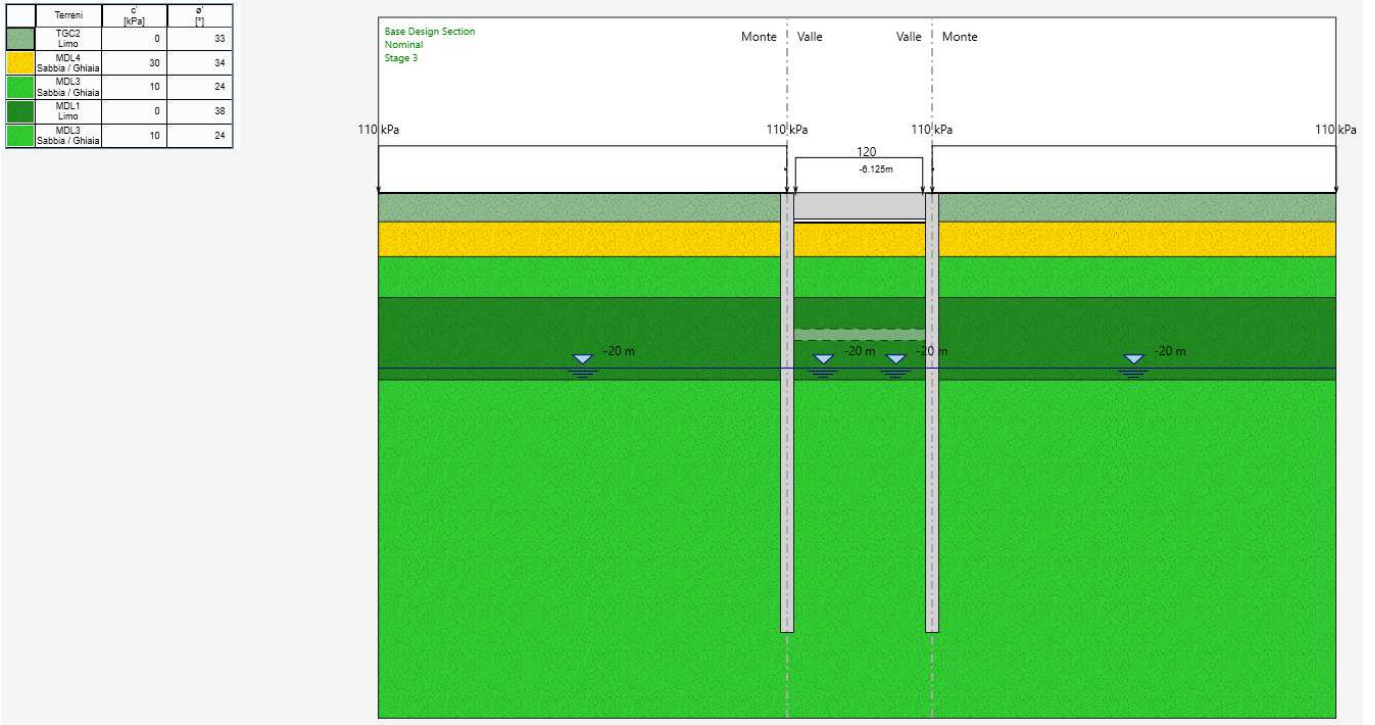 Terreni c' ø'
[kPa] [°]
TGC2
Limo 0 33
MDL4
Sabbia / Ghiaia 30 34
MDL3
Sabbia / Ghiaia 10 24
MDL1
Limo 0 38
MDL3
Sabbia / Ghiaia 10 24
Base Design Section
Nominal
Stage 3
Monte Valle Valle Monte
110 kPa 110 kPa 110 kPa 110 kPa
120
-6.125m
-20 m -20 m -20 m -20 m